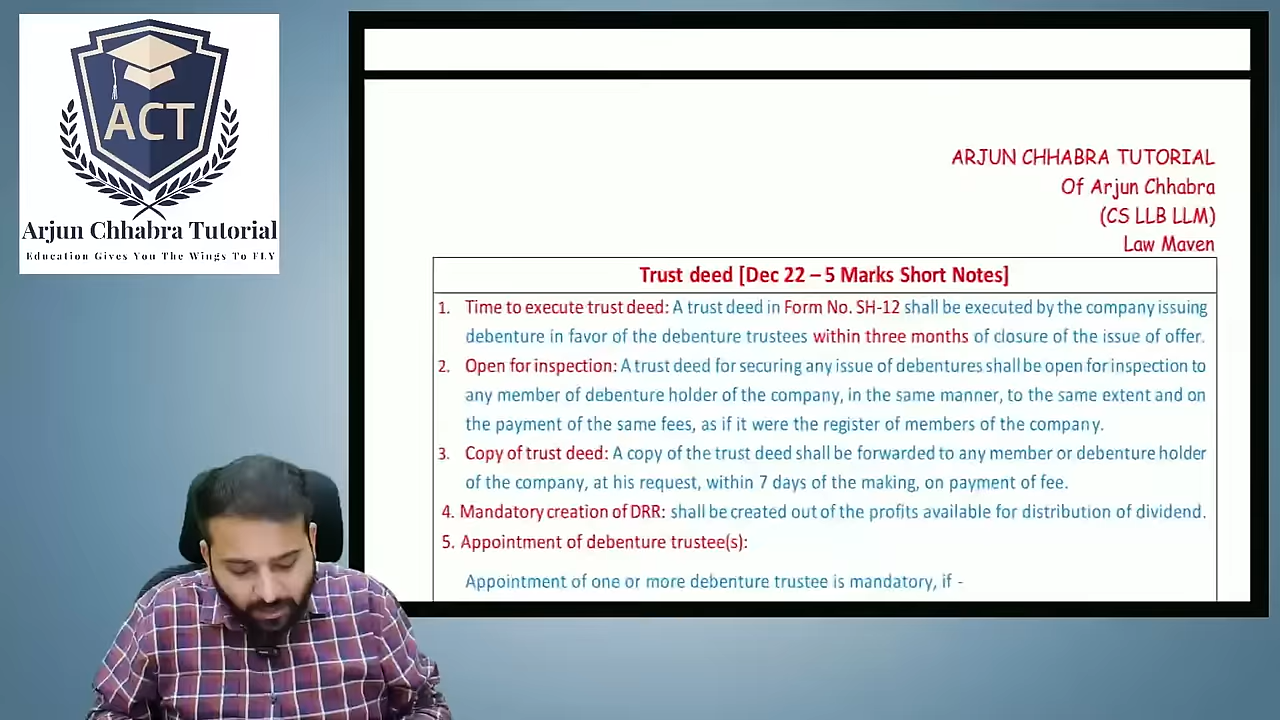 ACT
Arjun Chhabra Tutorial
Education Gives You The Wings To FLY
ARJUN CHHABRA TUTORIAL
Of Arjun Chhabra
(CS LLB LLM)
Law Maven
Trust deed [Dec 22 – 5 Marks Short Notes]
1. Time to execute trust deed: A trust deed in Form No. SH-12 shall be executed by the company issuing
debenture in favor of the debenture trustees within three months of closure of the issue of offer.
2. Open for inspection: A trust deed for securing any issue of debentures shall be open for inspection to
any member of debenture holder of the company, in the same manner, to the same extent and on
the payment of the same fees, as if it were the register of members of the company.
3. Copy of trust deed: A copy of the trust deed shall be forwarded to any member or debenture holder
of the company, at his request, within 7 days of the making, on payment of fee.
4. Mandatory creation of DRR: shall be created out of the profits available for distribution of dividend.
5. Appointment of debenture trustee(s):
Appointment of one or more debenture trustee is mandatory, if -